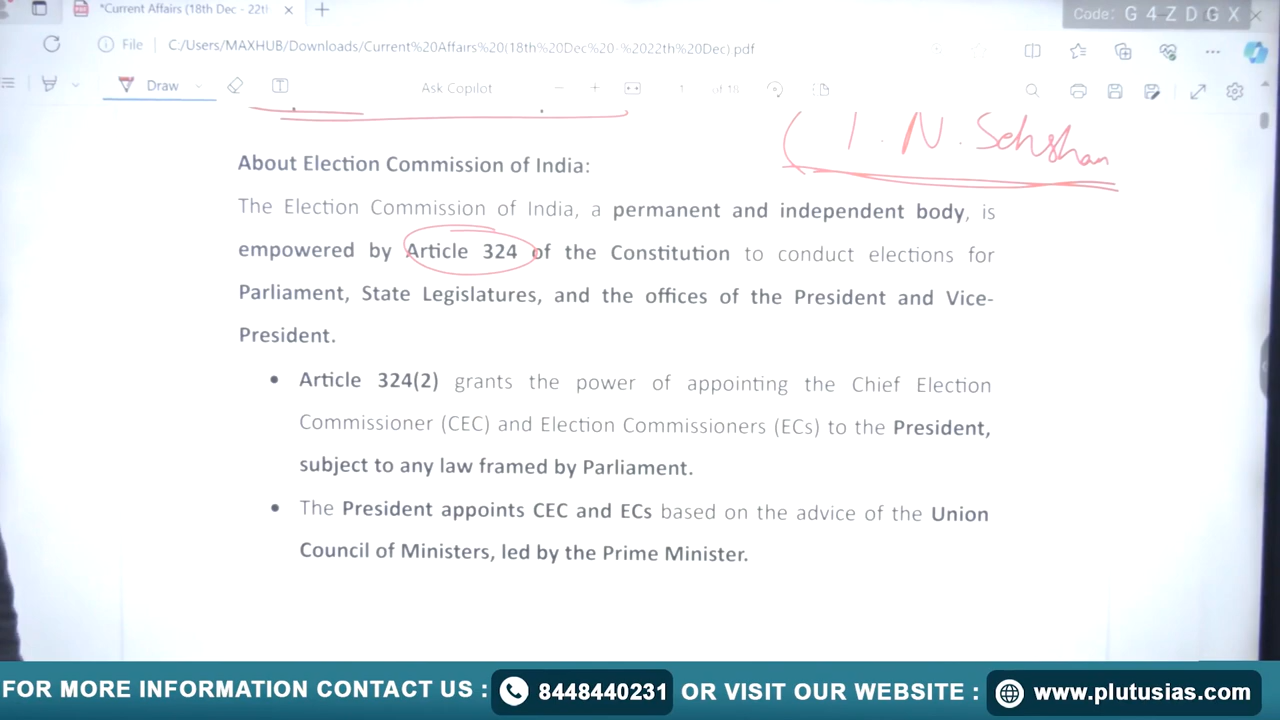 *Current Affairs (18th Dec - 22th
Code: G 4 Z D G X
File C:/Users/MAXHUB/Downloads/Current%20Affairs%20(18th%20Dec%20-%2022th%20Dec).pdf
Draw Ask Copilot 1 of 18
I. N. Sehshan
About Election Commission of India:
The Election Commission of India, a permanent and independent body, is
empowered by Article 324 of the Constitution to conduct elections for
Parliament, State Legislatures, and the offices of the President and Vice-
President.
• Article 324(2) grants the power of appointing the Chief Election
Commissioner (CEC) and Election Commissioners (ECs) to the President,
subject to any law framed by Parliament.
• The President appoints CEC and ECs based on the advice of the Union
Council of Ministers, led by the Prime Minister.
FOR MORE INFORMATION CONTACT US : 8448440231 OR VISIT OUR WEBSITE : www.plutusias.com